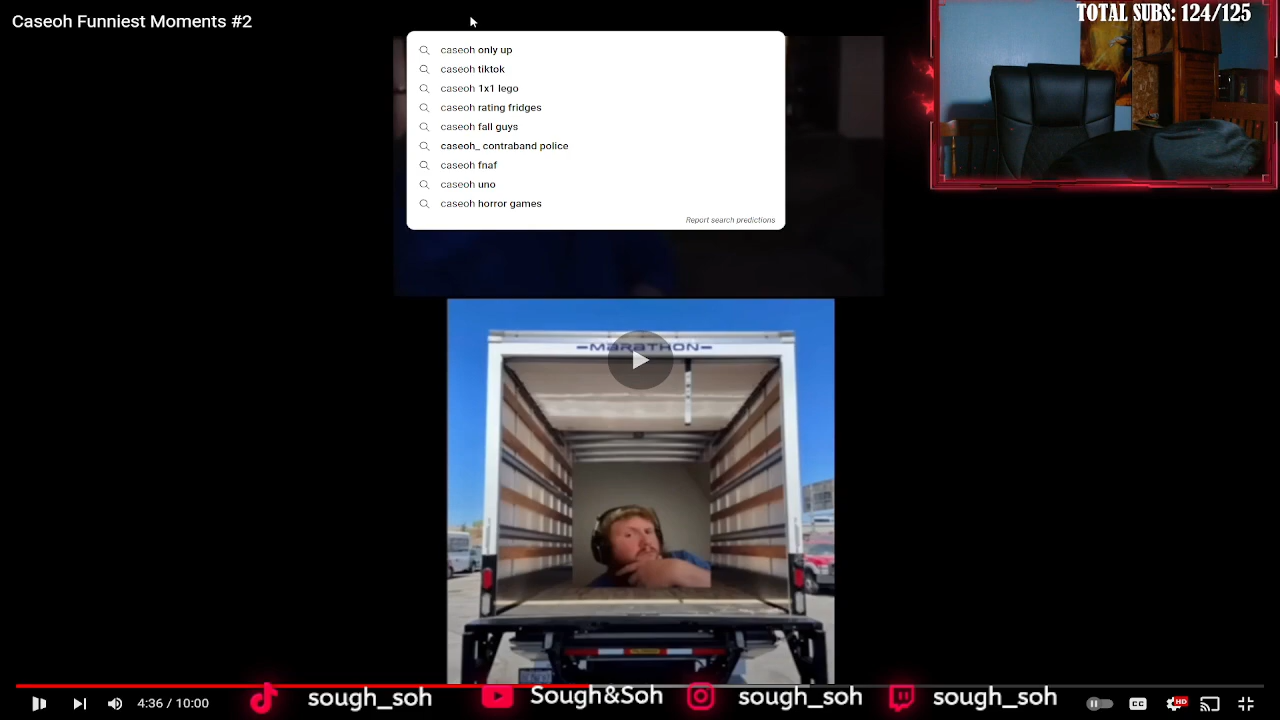 Caseoh Funniest Moments #2
TOTAL SUBS: 124/125
caseoh only up
caseoh tiktok
caseoh 1x1 lego
caseoh rating fridges
caseoh fall guys
caseoh_ contraband police
caseoh fnaf
caseoh uno
caseoh horror games
Report search predictions
MARATHON
4:36 / 10:00
sough_soh
Sough&Soh
sough_soh
sough_soh
CC
HD